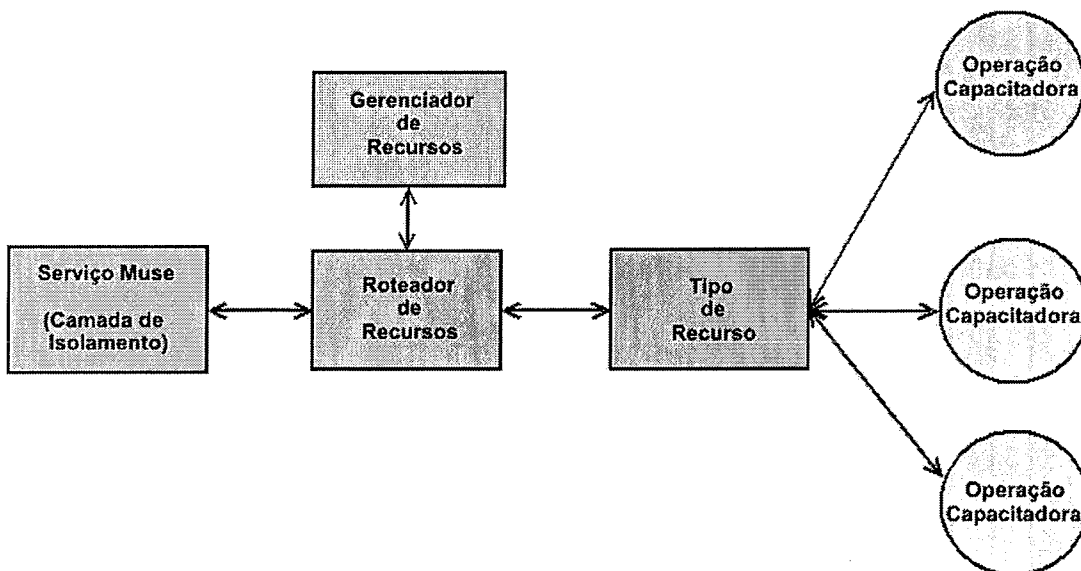 Operação
Capacitadora
Gerenciador
de
Recursos
Serviço Muse
(Camada de
Isolamento)
Roteador
de
Recursos
Tipo
de
Recurso
Operação
Capacitadora
Operação
Capacitadora